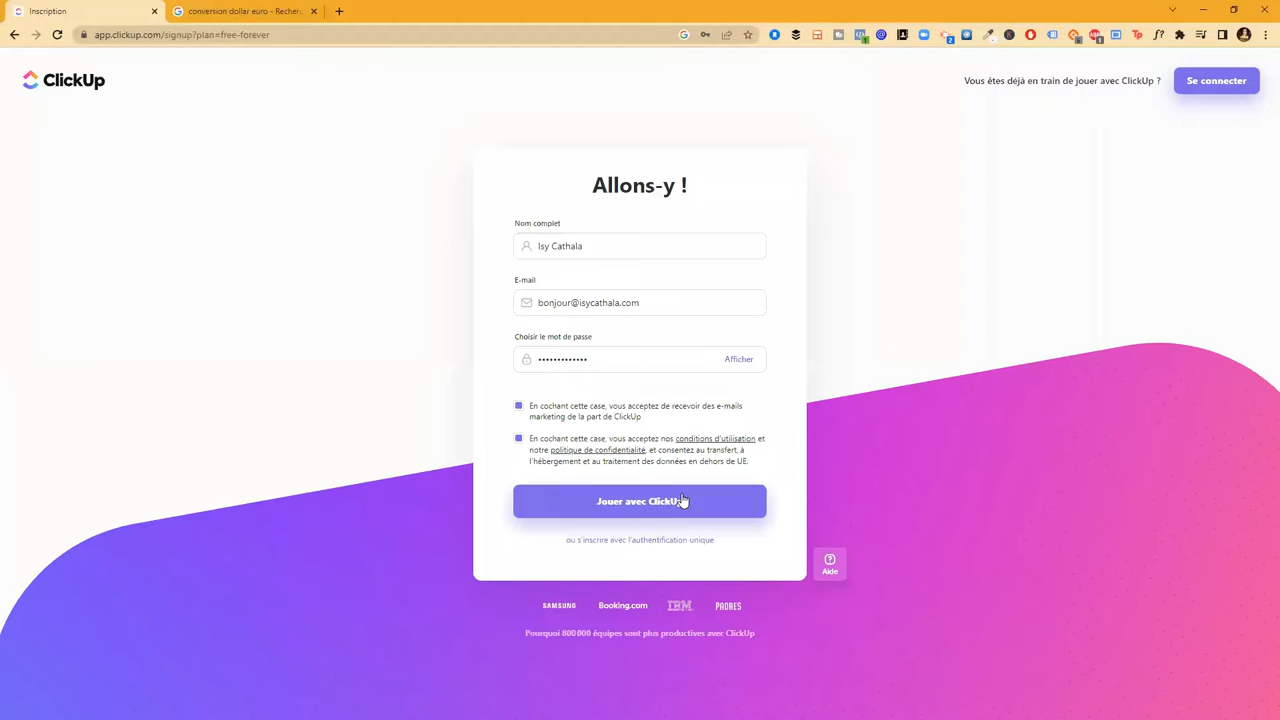 Inscription
conversion dollar euro - Recher
app.clickup.com/signup?plan=free-forever
ClickUp
Vous êtes déjà en train de jouer avec ClickUp ?
Se connecter
Allons-y !
Nom complet
Isy Cathala
E-mail
bonjour@isycathala.com
Choisir le mot de passe
•••••••••••••
Afficher
En cochant cette case, vous acceptez de recevoir des e-mails
marketing de la part de ClickUp
En cochant cette case, vous acceptez nos conditions d'utilisation et
notre politique de confidentialité, et consentez au transfert, à
l'hébergement et au traitement des données en dehors de UE.
Jouer avec ClickUp
ou s'inscrire avec l'authentification unique
Aide
SAMSUNG
Booking.com
IBM
PADRES
Pourquoi 800 000 équipes sont plus productives avec ClickUp